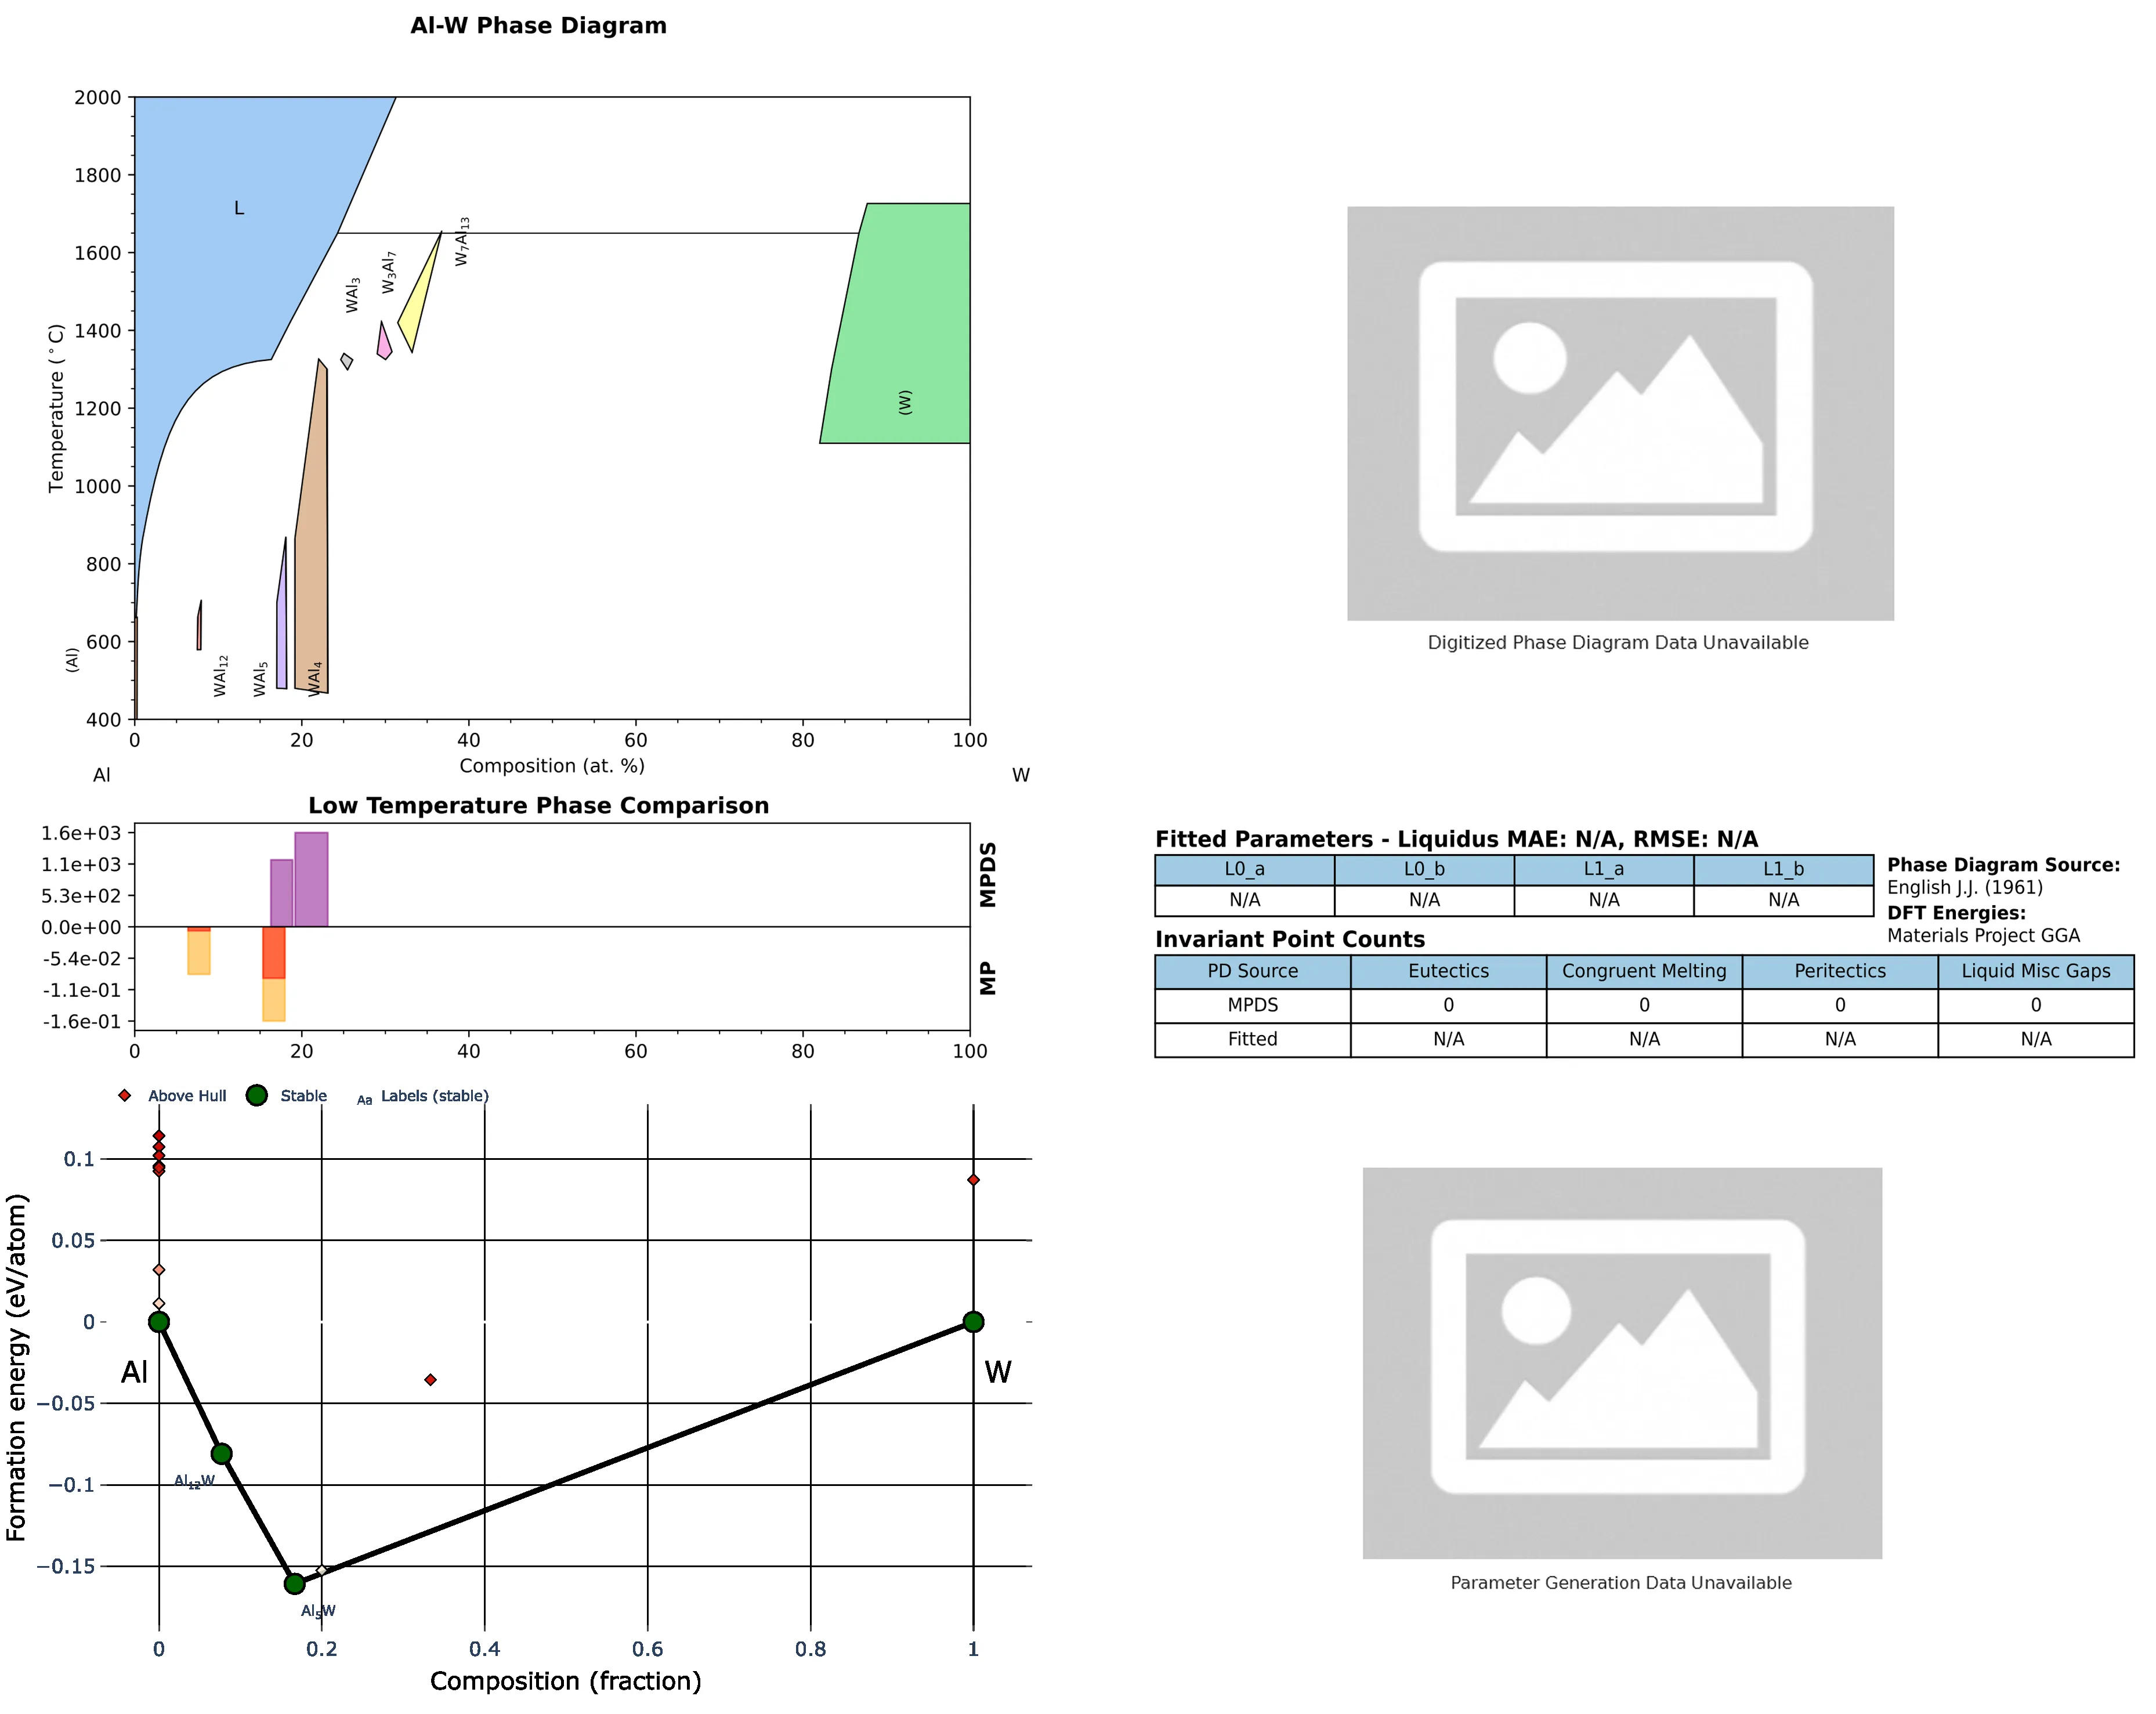 Al-W Phase Diagram
2000
1800
1600
1400
1200
1000
800
600
400
Temperature (°C)
(Al)
L
WAl12
WAl5
WAl4
WAl3
W3Al7
W7Al13
(W)
0 20 40 60 80 100
Al
Composition (at. %)
W
Digitized Phase Diagram Data Unavailable
Low Temperature Phase Comparison
1.6e+03
1.1e+03
5.3e+02
0.0e+00
-5.4e-02
-1.1e-01
-1.6e-01
MPDS
MP
0 20 40 60 80 100
Fitted Parameters - Liquidus MAE: N/A, RMSE: N/A
L0_a L0_b L1_a L1_b
N/A N/A N/A N/A
Phase Diagram Source:
English J.J. (1961)
DFT Energies:
Materials Project GGA
Invariant Point Counts
PD Source Eutectics Congruent Melting Peritectics Liquid Misc Gaps
MPDS 0 0 0 0
Fitted N/A N/A N/A N/A
Above Hull Stable Aa Labels (stable)
0.1
0.05
0
−0.05
−0.1
−0.15
Formation energy (eV/atom)
Al
W
Al12W
Al5W
0 0.2 0.4 0.6 0.8 1
Composition (fraction)
Parameter Generation Data Unavailable